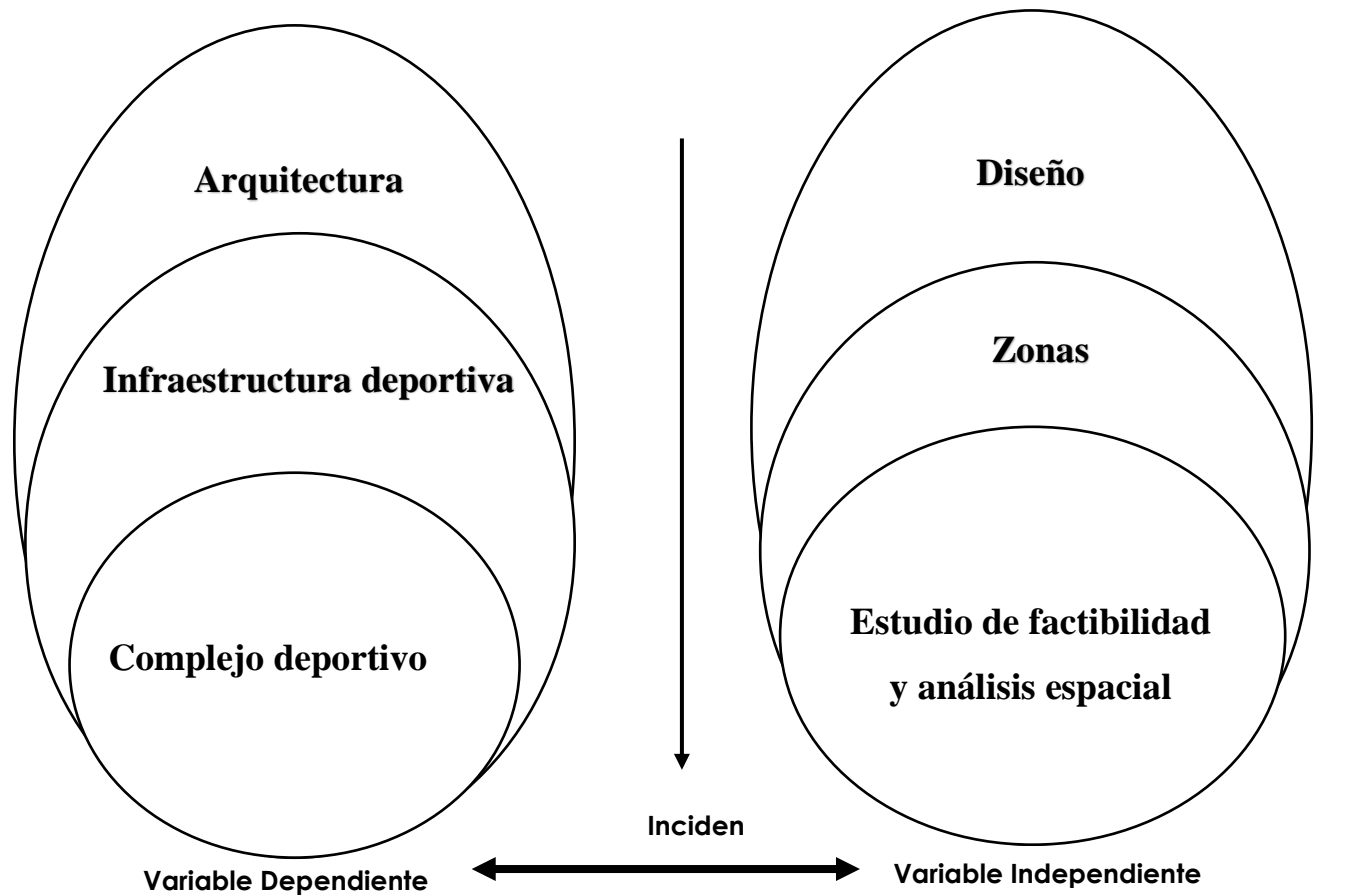 Arquitectura
Infraestructura deportiva
Complejo deportivo
Variable Dependiente
Inciden
Diseño
Zonas
Estudio de factibilidad
y análisis espacial
Variable Independiente